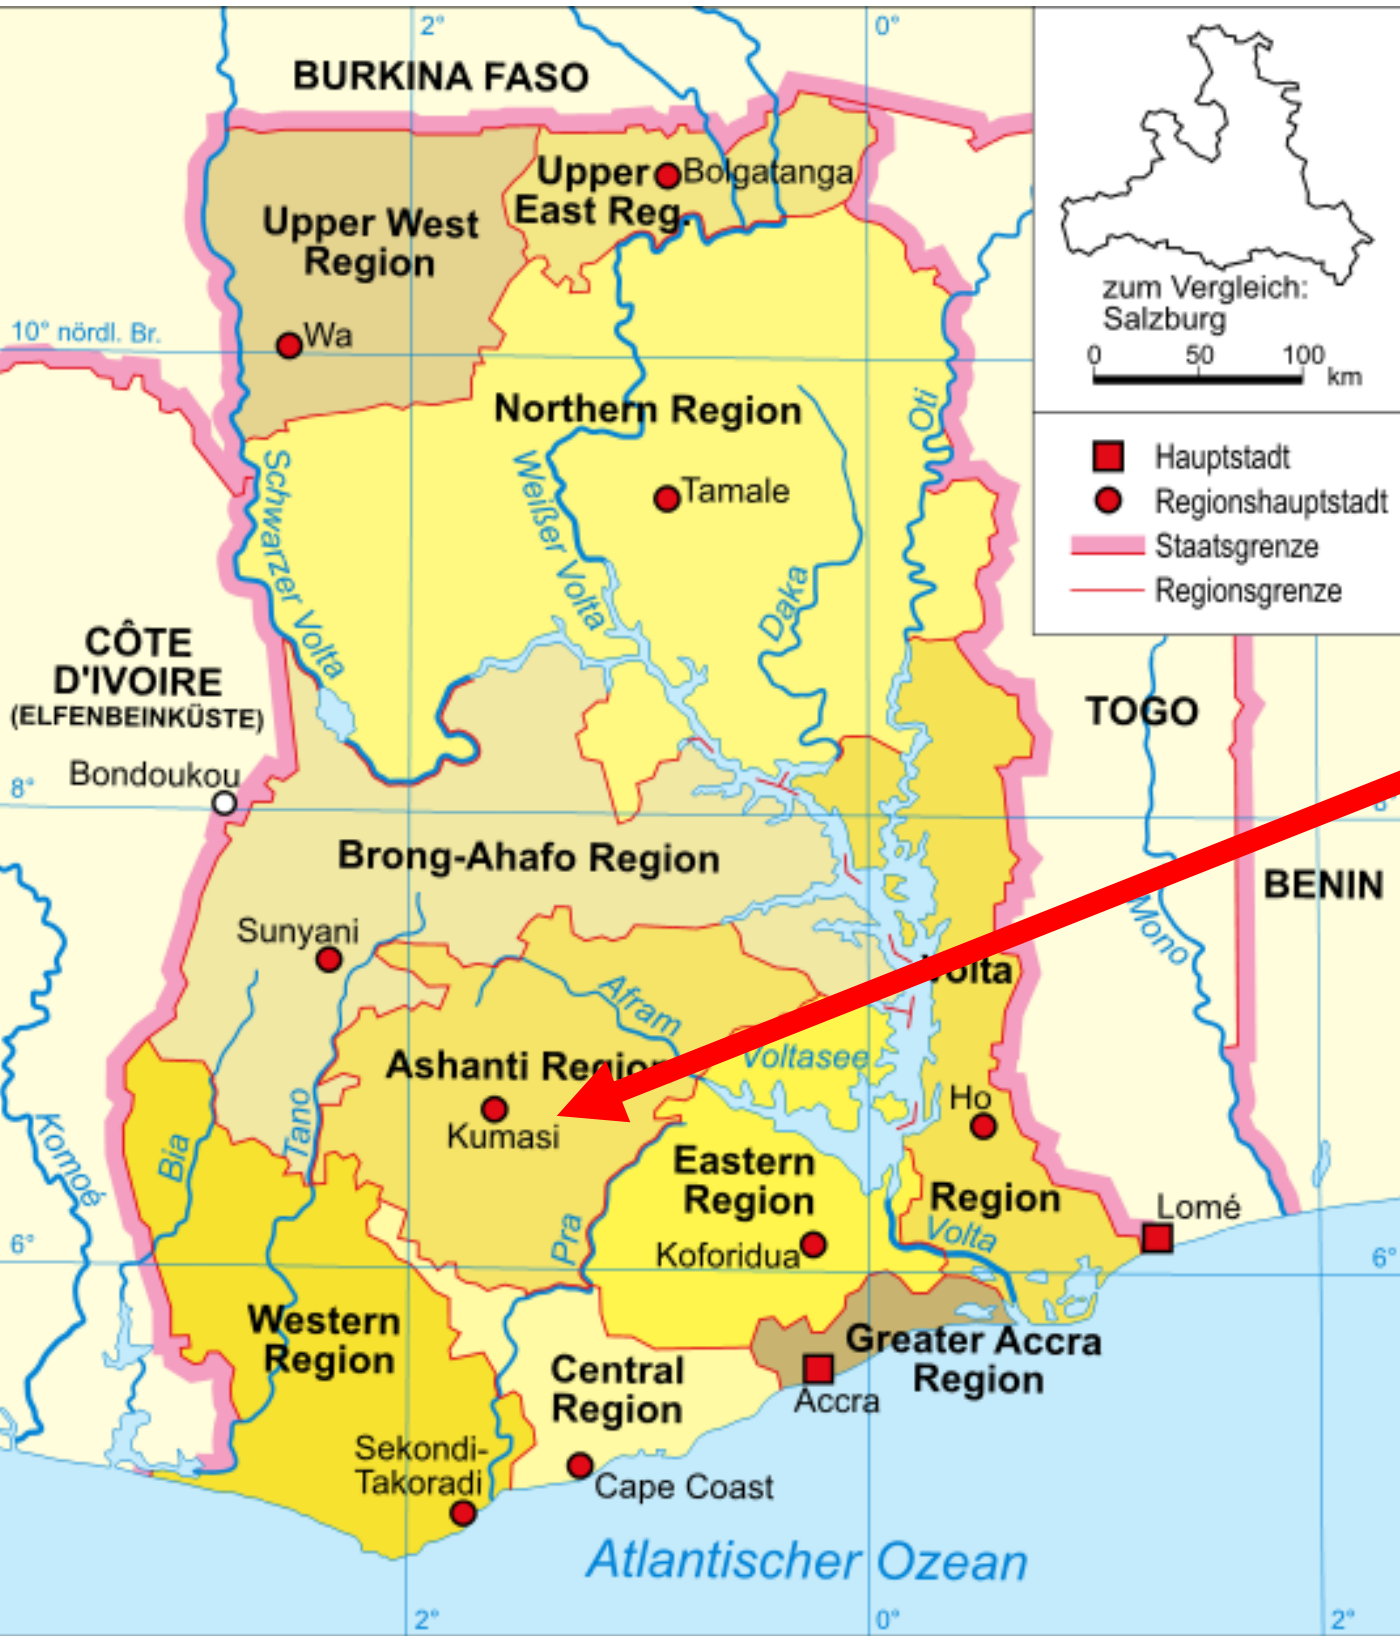 2°
0°
BURKINA FASO
Upper
East Reg.
Bolgatanga
Upper West
Region
Wa
10° nördl. Br.
zum Vergleich:
Salzburg
0 50 100
km
Northern Region
Oti
Hauptstadt
Regionshauptstadt
Staatsgrenze
Regionsgrenze
Schwarzer Volta
Weißer Volta
Tamale
Daka
CÔTE
D'IVOIRE
(ELFENBEINKÜSTE)
TOGO
Bondoukou
8°
8°
Brong-Ahafo Region
BENIN
Mono
Sunyani
Afram
Volta
Voltasee
Ashanti Region
Kumasi
Ho
Komoé
Bia
Tano
Eastern
Region
Region
Lomé
Pra
Koforidua
Volta
6°
6°
Western
Region
Central
Region
Greater Accra
Region
Accra
Sekondi-
Takoradi
Cape Coast
Atlantischer Ozean
2°
0°
2°